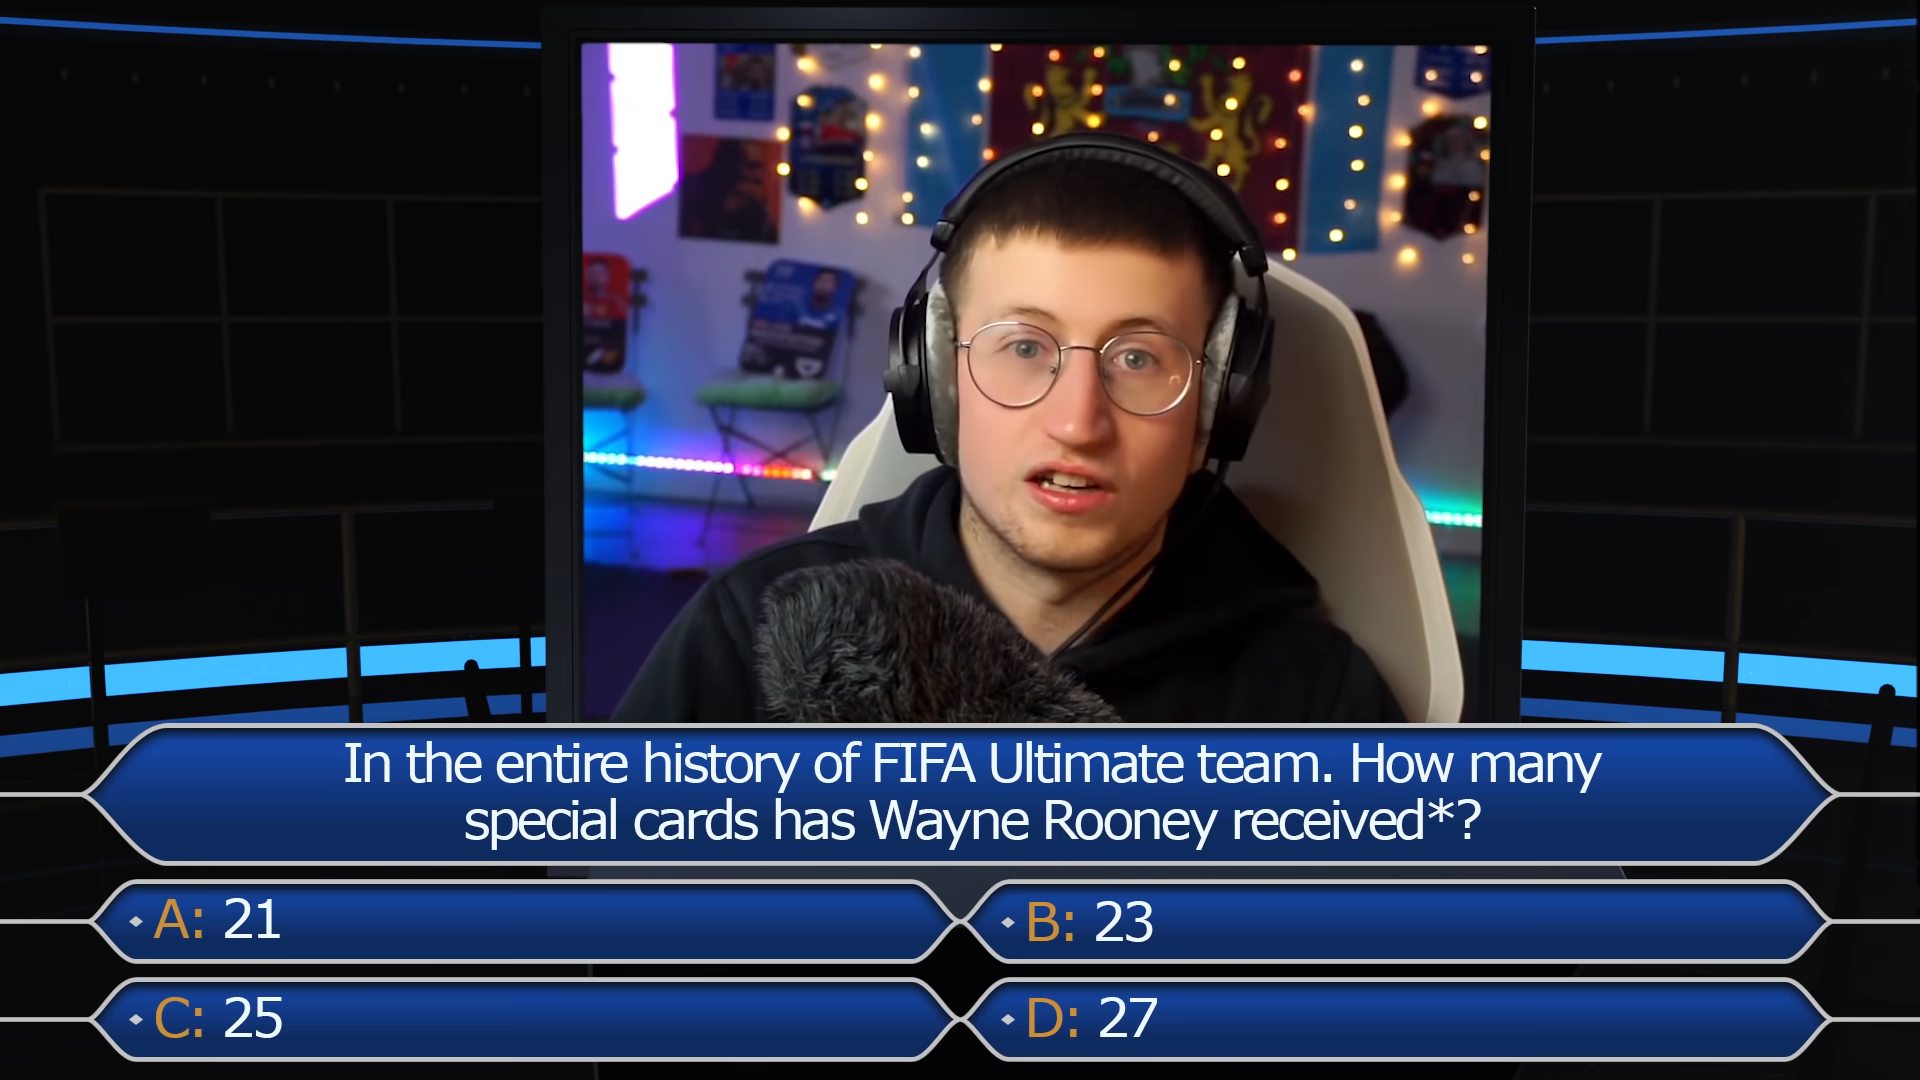 In the entire history of FIFA Ultimate team. How many
special cards has Wayne Rooney received*?
A: 21
B: 23
C: 25
D: 27